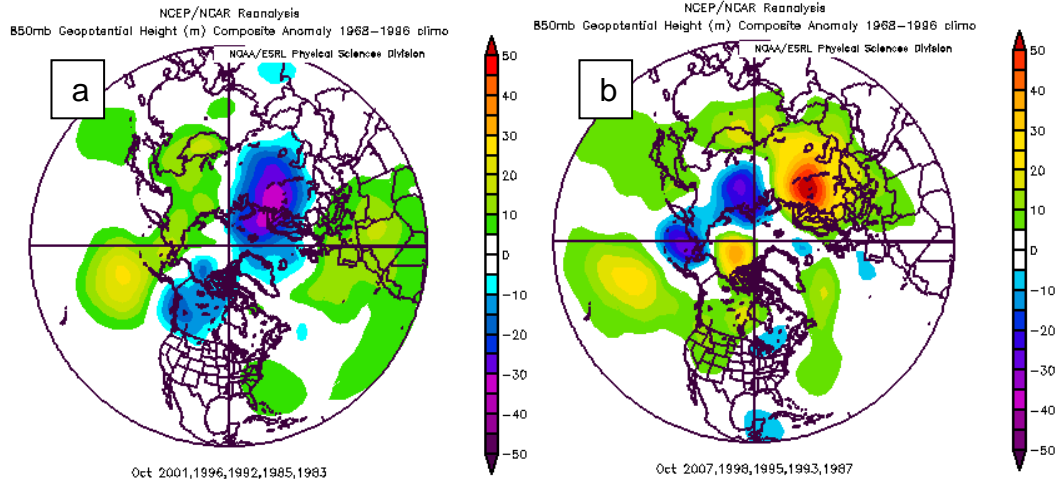 NCEP/NCAR Reanalysis
850mb Geopotential Height (m) Composite Anomaly 1968-1996 climo
NOAA/ESRL Physical Sciences Division
a
50
40
30
20
10
0
-10
-20
-30
-40
-50
Oct 2001,1996,1992,1985,1983
NCEP/NCAR Reanalysis
850mb Geopotential Height (m) Composite Anomaly 1968-1996 climo
NOAA/ESRL Physical Sciences Division
b
50
40
30
20
10
0
-10
-20
-30
-40
-50
Oct 2007,1998,1995,1993,1987